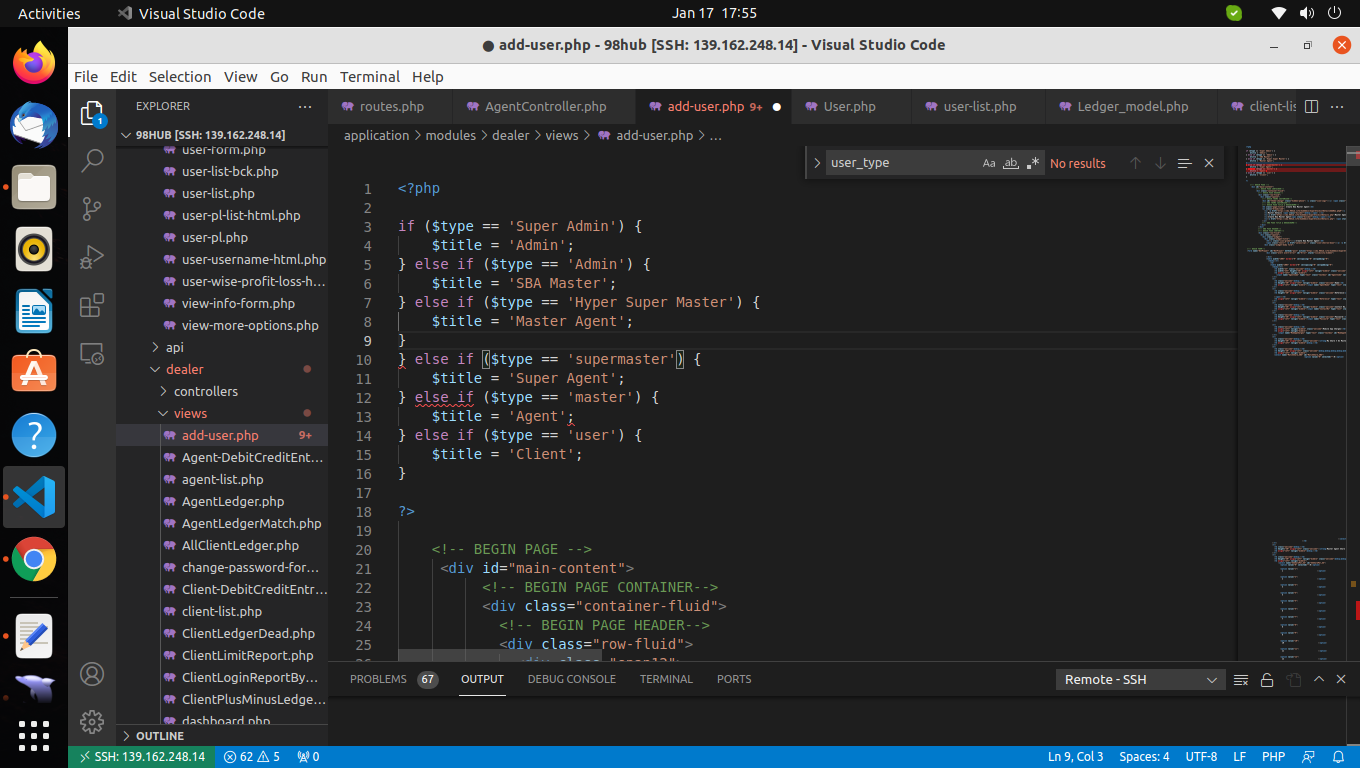 Activities
Visual Studio Code
Jan 17 17:55
● add-user.php - 98hub [SSH: 139.162.248.14] - Visual Studio Code
File Edit Selection View Go Run Terminal Help
EXPLORER
98HUB [SSH: 139.162.248.14]
user-form.php
user-list-bck.php
user-list.php
user-pl-list-html.php
user-pl.php
user-username-html.php
user-wise-profit-loss-h...
view-info-form.php
view-more-options.php
api
dealer
controllers
views
add-user.php 9+
Agent-DebitCreditEnt...
agent-list.php
AgentLedger.php
AgentLedgerMatch.php
AllClientLedger.php
change-password-for...
Client-DebitCreditEntr...
client-list.php
ClientLedgerDead.php
ClientLimitReport.php
ClientLoginReportBy...
ClientPlusMinusLedge...
dashboard.php
OUTLINE
1
routes.php
AgentController.php
add-user.php 9+ ●
User.php
user-list.php
Ledger_model.php
client-lis
application > modules > dealer > views > add-user.php > ...
user_type
Aa ab .*
No results
1 <?php
2
3 if ($type == 'Super Admin') {
4     $title = 'Admin';
5 } else if ($type == 'Admin') {
6     $title = 'SBA Master';
7 } else if ($type == 'Hyper Super Master') {
8     $title = 'Master Agent';
9 }
10 } else if ($type == 'supermaster') {
11     $title = 'Super Agent';
12 } else if ($type == 'master') {
13     $title = 'Agent';
14 } else if ($type == 'user') {
15     $title = 'Client';
16 }
17
18 ?>
19
20     <!-- BEGIN PAGE -->
21      <div id="main-content">
22           <!-- BEGIN PAGE CONTAINER-->
23           <div class="container-fluid">
24             <!-- BEGIN PAGE HEADER-->
25             <div class="row-fluid">
26                <div class="span12">
PROBLEMS 67 OUTPUT DEBUG CONSOLE TERMINAL PORTS
Remote - SSH
SSH: 139.162.248.14
62 5
0
Ln 9, Col 3
Spaces: 4
UTF-8
LF
PHP